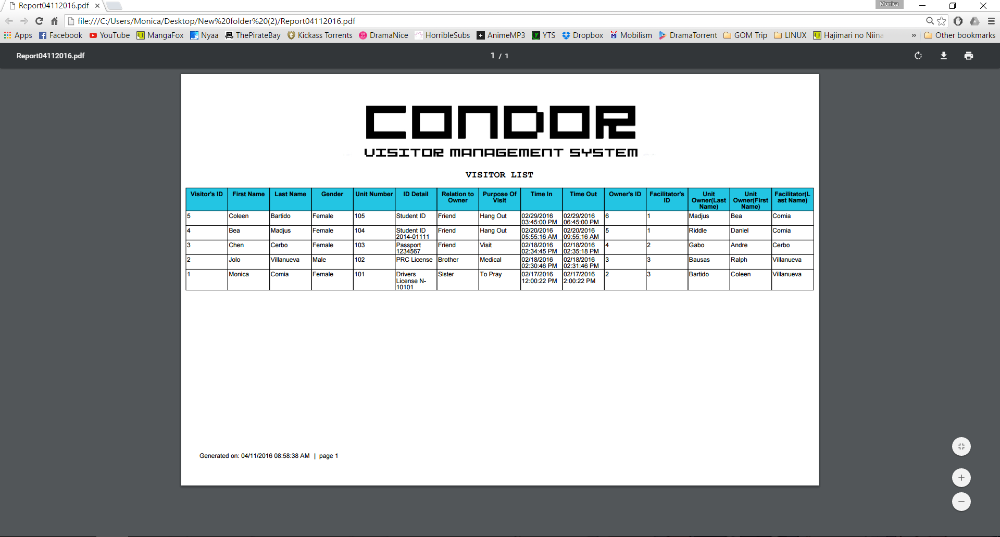 Report04112016.pdf
Monica
file:///C:/Users/Monica/Desktop/New%20folder%20(2)/Report04112016.pdf
Apps Facebook YouTube MangaFox Nyaa ThePirateBay Kickass Torrents DramaNice HorribleSubs AnimeMP3 YTS Dropbox Mobilism DramaTorrent GOM Trip LINUX Hajimari no Niina » Other bookmarks
Report04112016.pdf 1 / 1
CONDOR
VISITOR MANAGEMENT SYSTEM
VISITOR LIST
Visitor's ID First Name Last Name Gender Unit Number ID Detail Relation to Owner Purpose Of Visit Time In Time Out Owner's ID Facilitator's ID Unit Owner(Last Name) Unit Owner(First Name) Facilitator(Last Name)
5 Coleen Bartido Female 105 Student ID Friend Hang Out 02/29/2016 03:45:00 PM 02/29/2016 06:45:00 PM 6 1 Madjus Bea Comia
4 Bea Madjus Female 104 Student ID 2014-01111 Friend Hang Out 02/20/2016 05:55:16 AM 02/20/2016 09:55:16 AM 5 1 Riddle Daniel Comia
3 Chen Cerbo Female 103 Passport 1234567 Friend Visit 02/18/2016 02:34:45 PM 02/18/2016 02:35:18 PM 4 2 Gabo Andre Cerbo
2 Jolo Villanueva Male 102 PRC License Brother Medical 02/18/2016 02:30:46 PM 02/18/2016 02:31:46 PM 3 3 Bausas Ralph Villanueva
1 Monica Comia Female 101 Drivers License N-10101 Sister To Pray 02/17/2016 12:00:22 PM 02/17/2016 2:00:22 PM 2 3 Bartido Coleen Villanueva
Generated on: 04/11/2016 08:58:38 AM | page 1